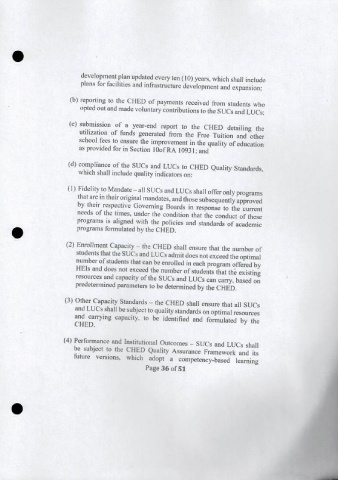 development plan updated every ten (10) years, which shall include
plans for facilities and infrastructure development and expansion;
(b) reporting to the CHED of payments received from students who
opted out and made voluntary contributions to the SUCs and LUCs;
(c) submission of a year-end report to the CHED detailing the
utilization of funds generated from the Free Tuition and other
school fees to ensure the improvement in the quality of education
as provided for in Section 10of RA 10931; and
(d) compliance of the SUCs and LUCs to CHED Quality Standards,
which shall include quality indicators on:
(1) Fidelity to Mandate – all SUCs and LUCs shall offer only programs
that are in their original mandates, and those subsequently approved
by their respective Governing Boards in response to the current
needs of the times, under the condition that the conduct of these
programs is aligned with the policies and standards of academic
programs formulated by the CHED.
(2) Enrollment Capacity – the CHED shall ensure that the number of
students that the SUCs and LUCs admit does not exceed the optimal
number of students that can be enrolled in each program offered by
HEIs and does not exceed the number of students that the existing
resources and capacity of the SUCs and LUCs can carry, based on
predetermined parameters to be determined by the CHED.
(3) Other Capacity Standards – the CHED shall ensure that all SUCs
and LUCs shall be subject to quality standards on optimal resources
and carrying capacity, to be identified and formulated by the
CHED.
(4) Performance and Institutional Outcomes – SUCs and LUCs shall
be subject to the CHED Quality Assurance Framework and its
future versions, which adopt a competency-based learning
Page 36 of 51